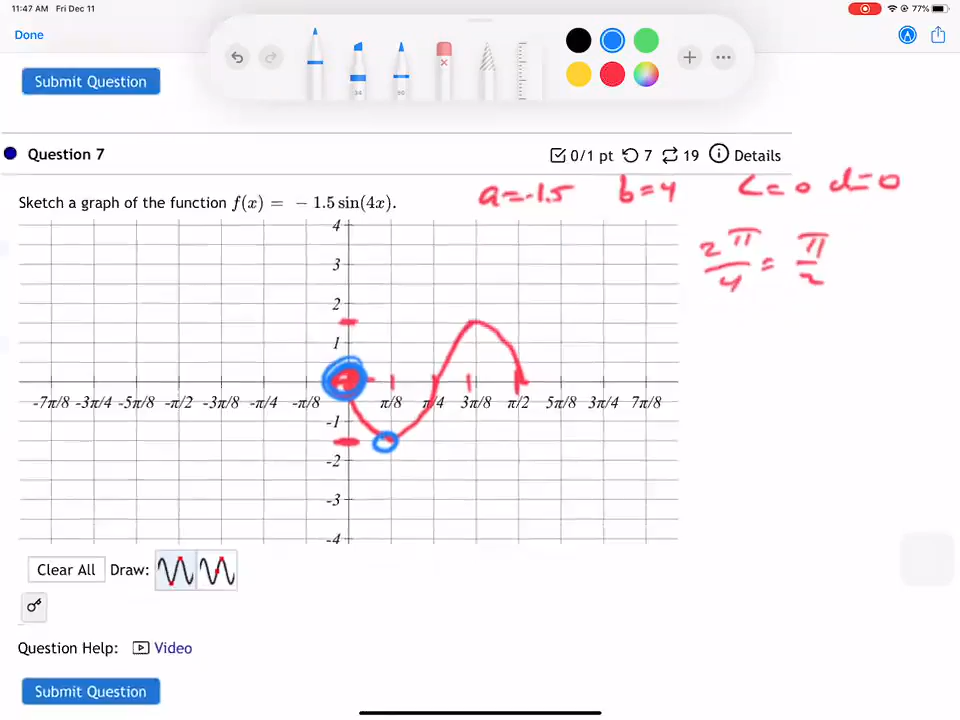 11:47 AM Fri Dec 11
77%
Done
34
50
Submit Question
Question 7
0/1 pt 7 19 Details
a=-1.5 b=4 c=0 d=0
Sketch a graph of the function f(x) = − 1.5 sin(4x).
2π/4 = π/2
4
3
2
1
-7π/8 -3π/4 -5π/8 -π/2 -3π/8 -π/4 -π/8 π/8 π/4 3π/8 π/2 5π/8 3π/4 7π/8
-1
-2
-3
-4
Clear All Draw:
Question Help: Video
Submit Question